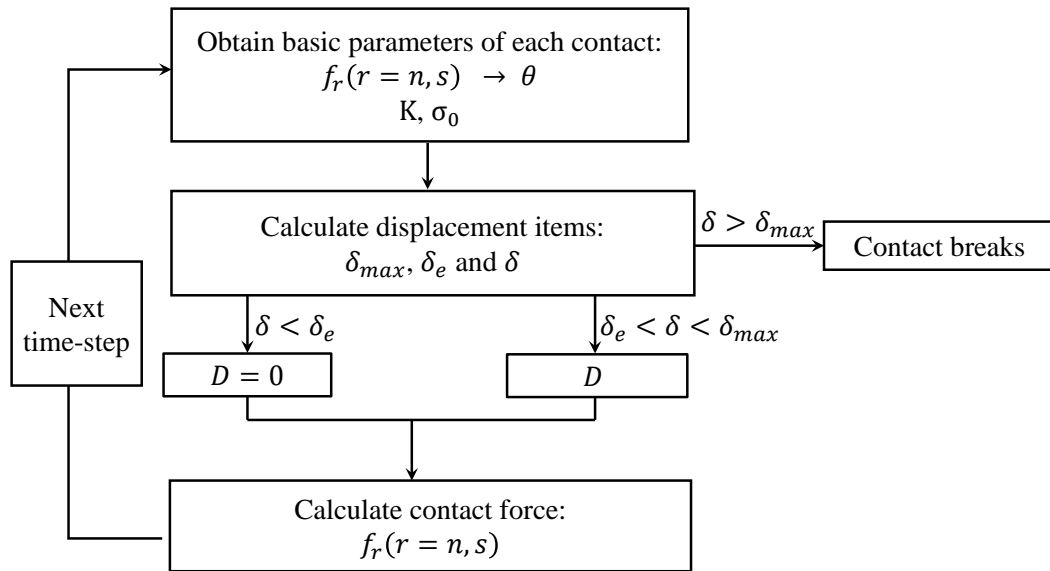 Obtain basic parameters of each contact:
f_r(r = n, s) → θ
K, σ_0
Calculate displacement items:
δ_max, δ_e and δ
δ > δ_max
Contact breaks
Next
time-step
δ < δ_e
δ_e < δ < δ_max
D = 0
D
Calculate contact force:
f_r(r = n, s)